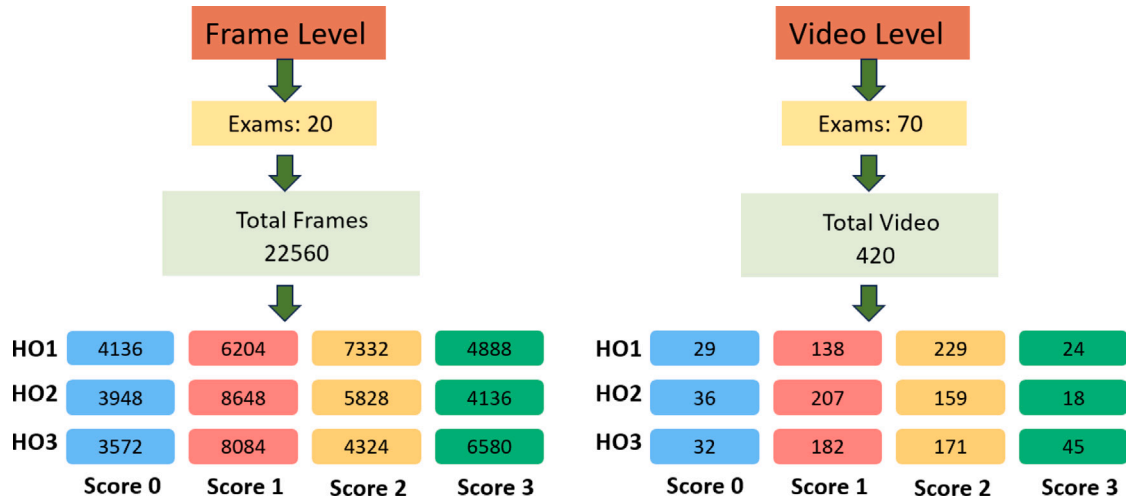 Frame Level
Exams: 20
Total Frames
22560
HO1 4136 6204 7332 4888
HO2 3948 8648 5828 4136
HO3 3572 8084 4324 6580
Score 0 Score 1 Score 2 Score 3
Video Level
Exams: 70
Total Video
420
HO1 29 138 229 24
HO2 36 207 159 18
HO3 32 182 171 45
Score 0 Score 1 Score 2 Score 3